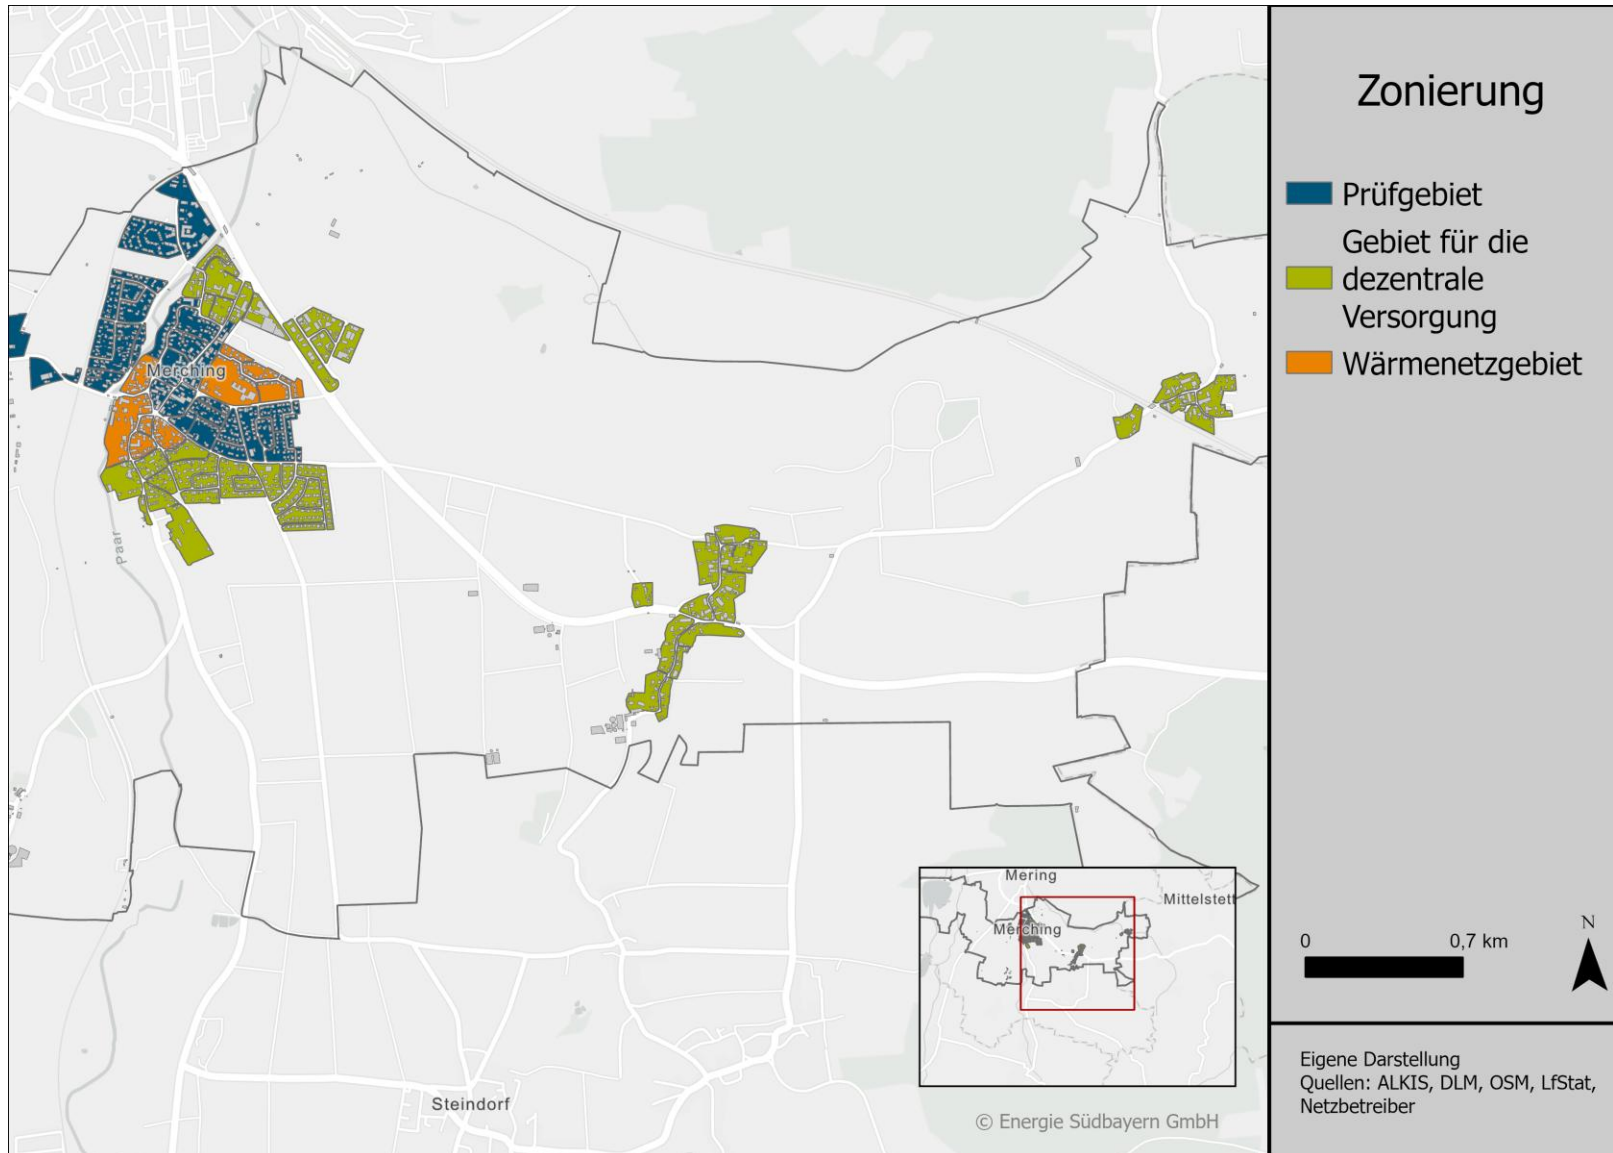 Merching
Paar
Steindorf
Mering
Mittelstett
Merching
© Energie Südbayern GmbH
Zonierung
Prüfgebiet
Gebiet für die
dezentrale
Versorgung
Wärmenetzgebiet
0 0,7 km
N
Eigene Darstellung
Quellen: ALKIS, DLM, OSM, LfStat,
Netzbetreiber